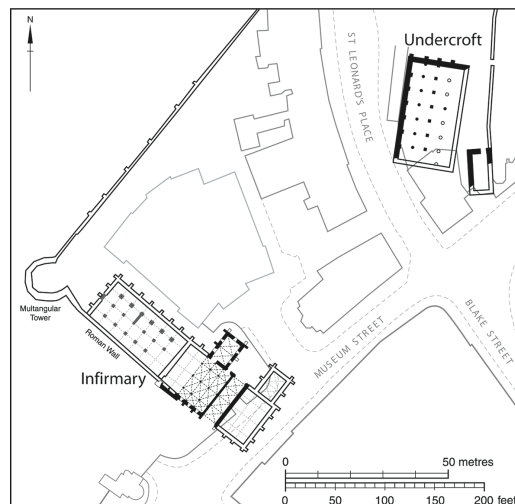 N
Undercroft
ST LEONARD'S PLACE
Multangular
Tower
Roman Wall
Infirmary
MUSEUM STREET
BLAKE STREET
0 50 metres
0 50 100 150 200 feet